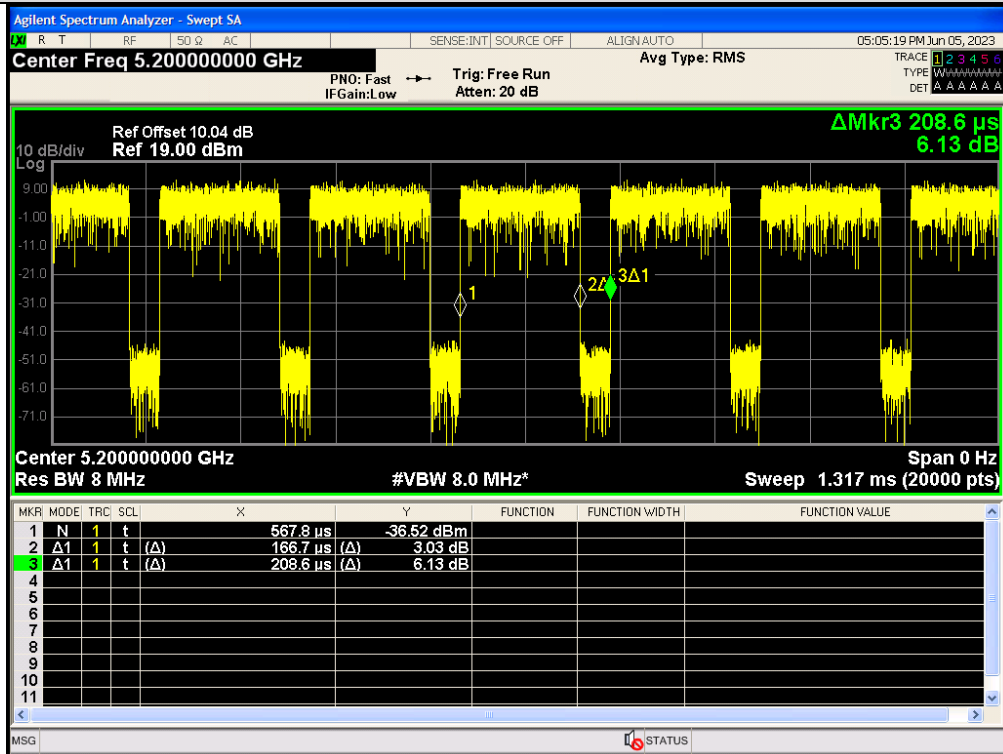 Agilent Spectrum Analyzer - Swept SA
LXI R T RF 50 Ω AC SENSE:INT SOURCE OFF ALIGN AUTO 05:05:19 PM Jun 05, 2023
Center Freq 5.200000000 GHz Avg Type: RMS TRACE 1 2 3 4 5 6
PNO: Fast Trig: Free Run TYPE W
IFGain:Low Atten: 20 dB DET A A A A A A
ΔMkr3 208.6 µs
6.13 dB
Ref Offset 10.04 dB
10 dB/div Ref 19.00 dBm
Log
9.00
-1.00
-11.0
-21.0
-31.0
-41.0
-51.0
-61.0
-71.0
1
2Δ
3Δ1
Center 5.200000000 GHz Span 0 Hz
Res BW 8 MHz #VBW 8.0 MHz* Sweep 1.317 ms (20000 pts)
MKR MODE TRC SCL X Y FUNCTION FUNCTION WIDTH FUNCTION VALUE
1 N 1 t 567.8 µs -36.52 dBm
2 Δ1 1 t (Δ) 166.7 µs (Δ) 3.03 dB
3 Δ1 1 t (Δ) 208.6 µs (Δ) 6.13 dB
4
5
6
7
8
9
10
11
MSG STATUS